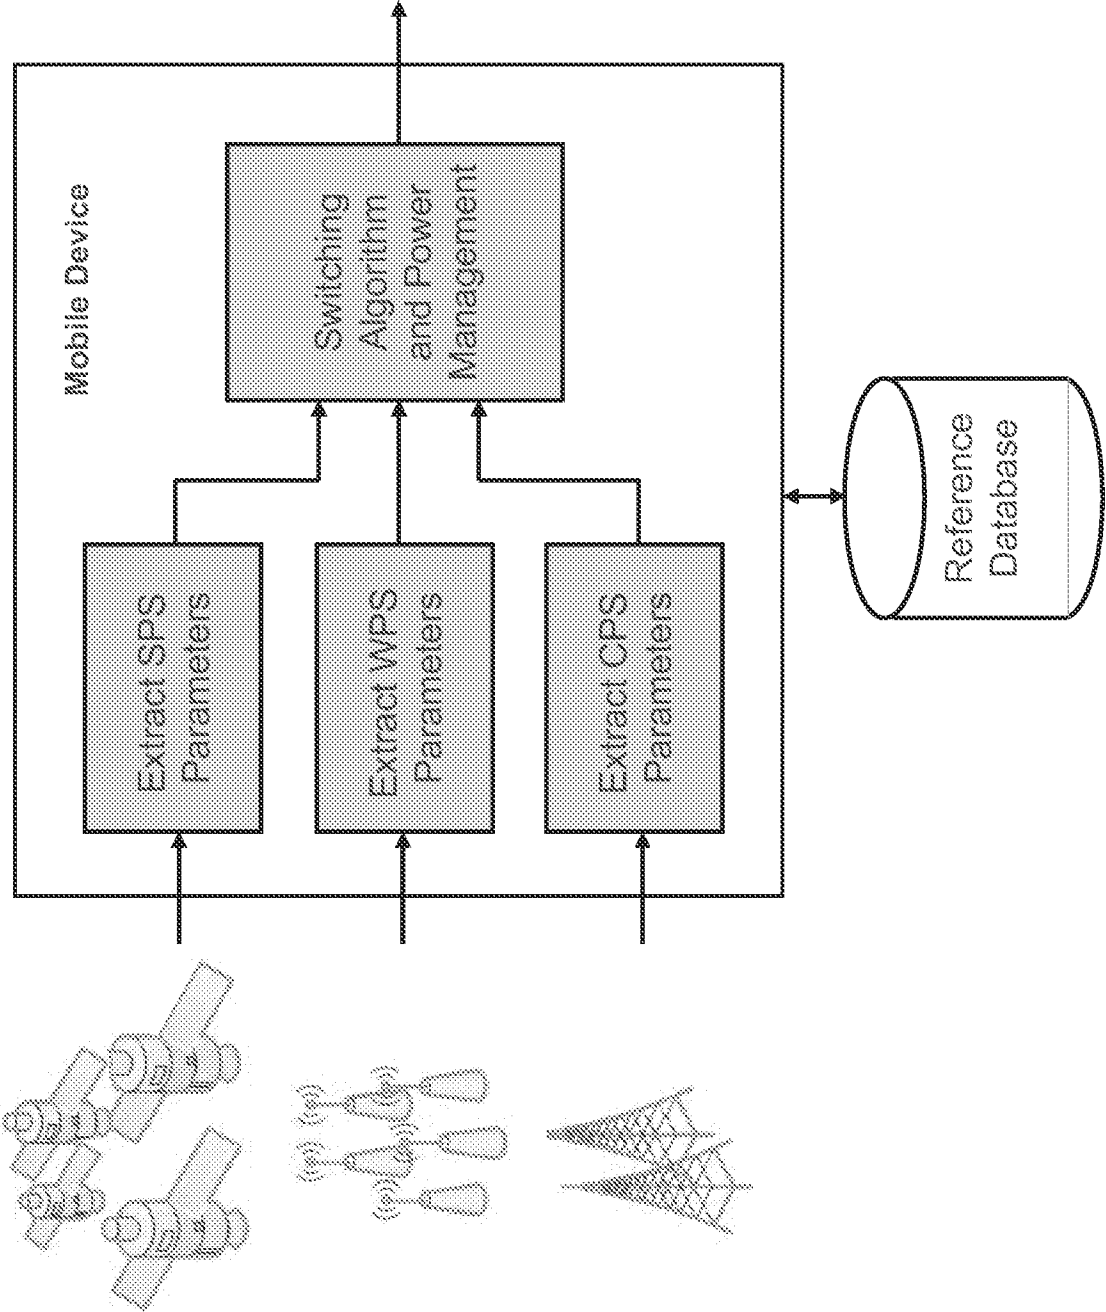 Mobile Device
Extract SPS
Parameters
Extract WPS
Parameters
Extract CPS
Parameters
Switching
Algorithm
and Power
Management
Reference
Database